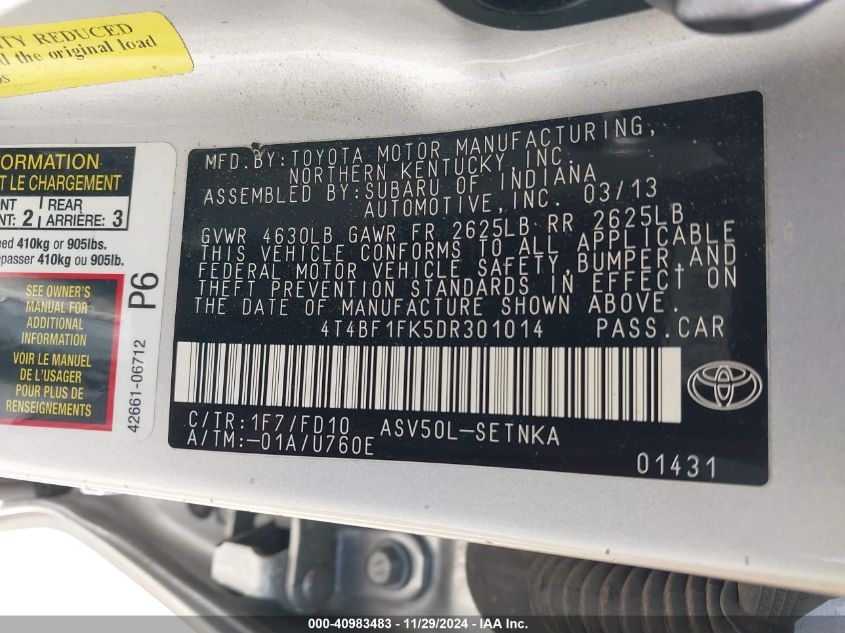 REDUCED
the original load
ORMATION
T LE CHARGEMENT
REAR
2 ARRIÈRE: 3
410kg or 905lbs.
passer 410kg ou 905lb.
SEE OWNER'S
MANUAL FOR
ADDITIONAL
INFORMATION
VOIR LE MANUEL
DE L'USAGER
POUR PLUS DE
RENSEIGNEMENTS
P6
42661-06712
MFD.BY:TOYOTA MOTOR MANUFACTURING,
NORTHERN KENTUCKY, INC.
ASSEMBLED BY:SUBARU OF INDIANA
AUTOMOTIVE,INC. 03/13
GVWR 4630LB GAWR FR 2625LB RR 2625LB
THIS VEHICLE CONFORMS TO ALL APPLICABLE
FEDERAL MOTOR VEHICLE SAFETY,BUMPER,AND
THEFT PREVENTION STANDARDS IN EFFECT ON
THE DATE OF MANUFACTURE SHOWN ABOVE.
4T4BF1FK5DR301014 PASS.CAR
C/TR:1F7/FD10 ASV50L-SETNKA
A/TM:-01A/U760E
01431
000-40983483 - 11/29/2024 - IAA Inc.